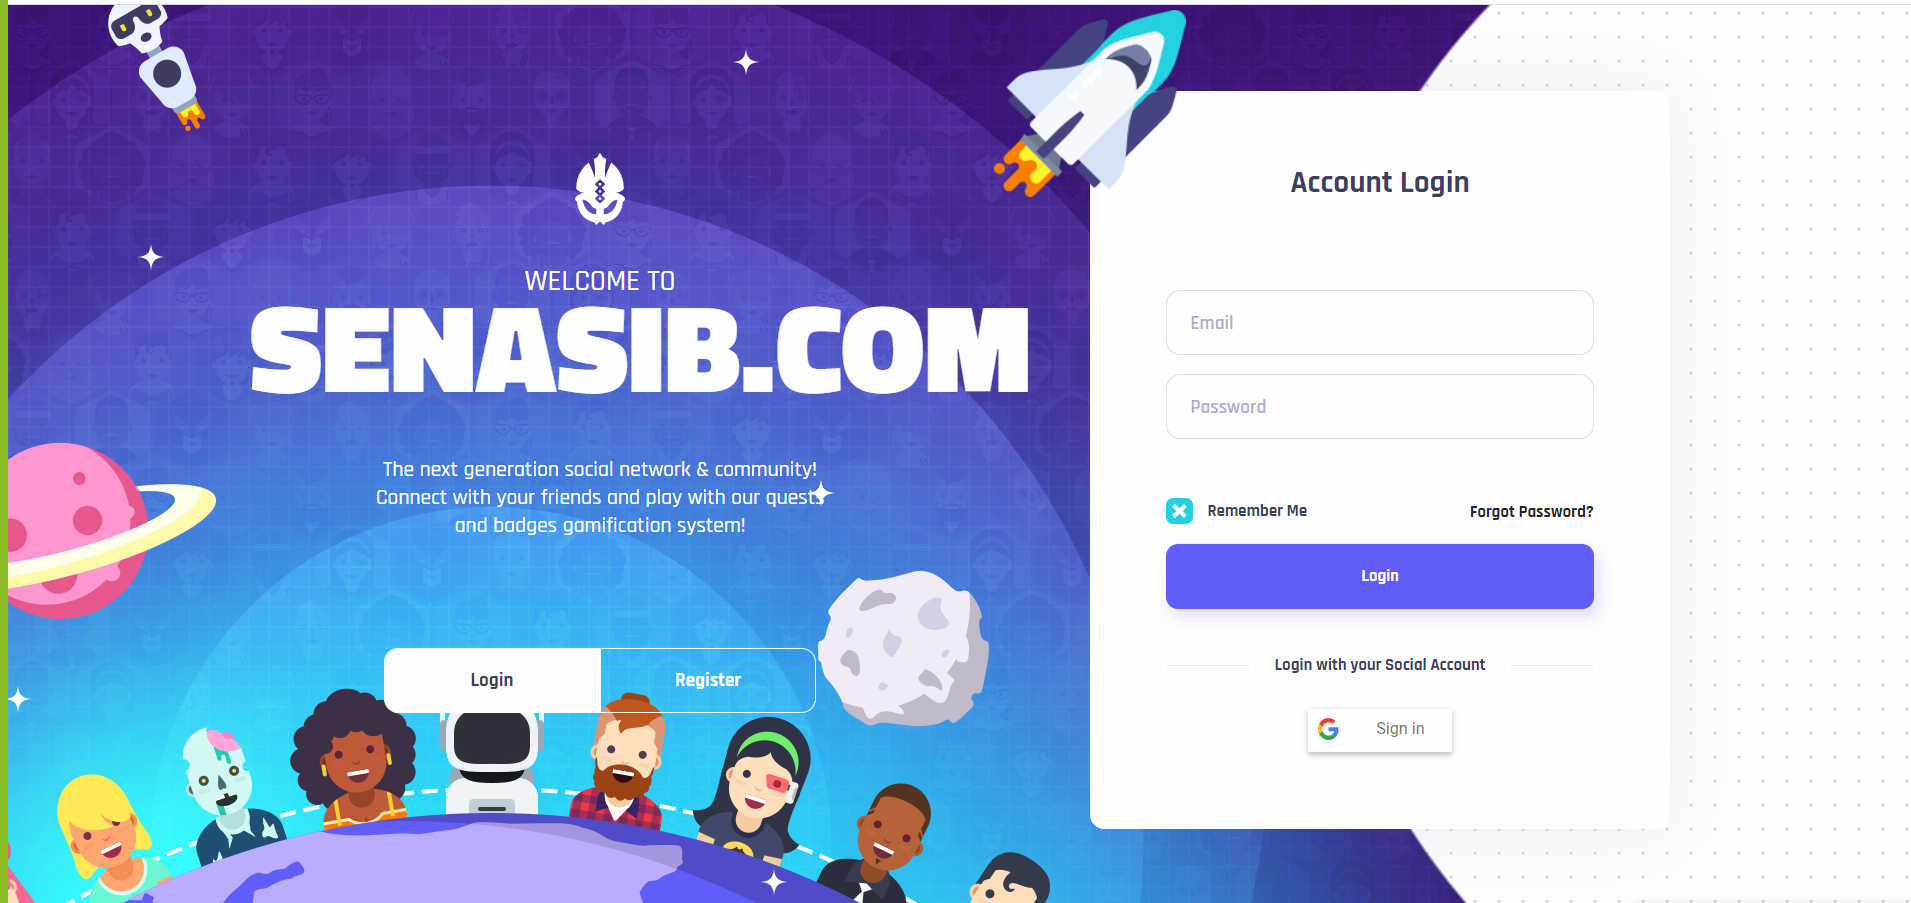 WELCOME TO
SENASIB.COM
The next generation social network & community!
Connect with your friends and play with our quests
and badges gamification system!
Login
Register
Account Login
Email
Password
Remember Me
Forgot Password?
Login
Login with your Social Account
Sign in